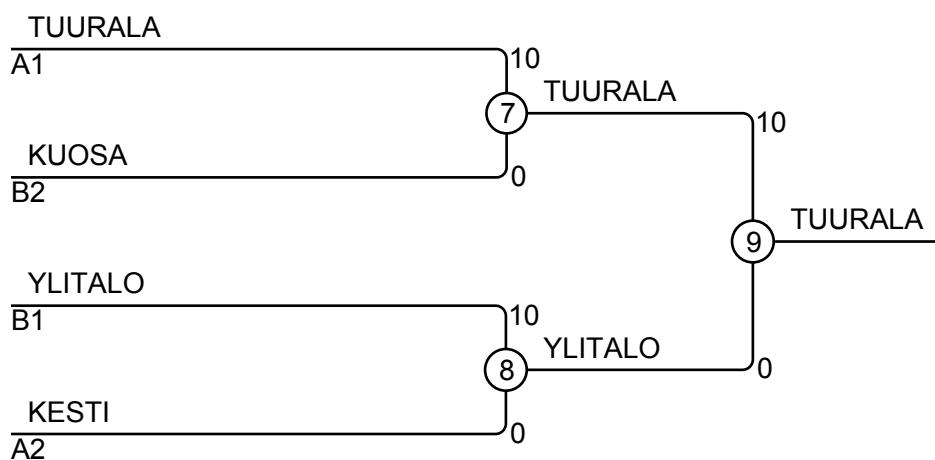 TUURALA
A1
10
7
TUURALA
KUOSA
B2
0
10
9
TUURALA
YLITALO
B1
10
8
YLITALO
0
KESTI
A2
0